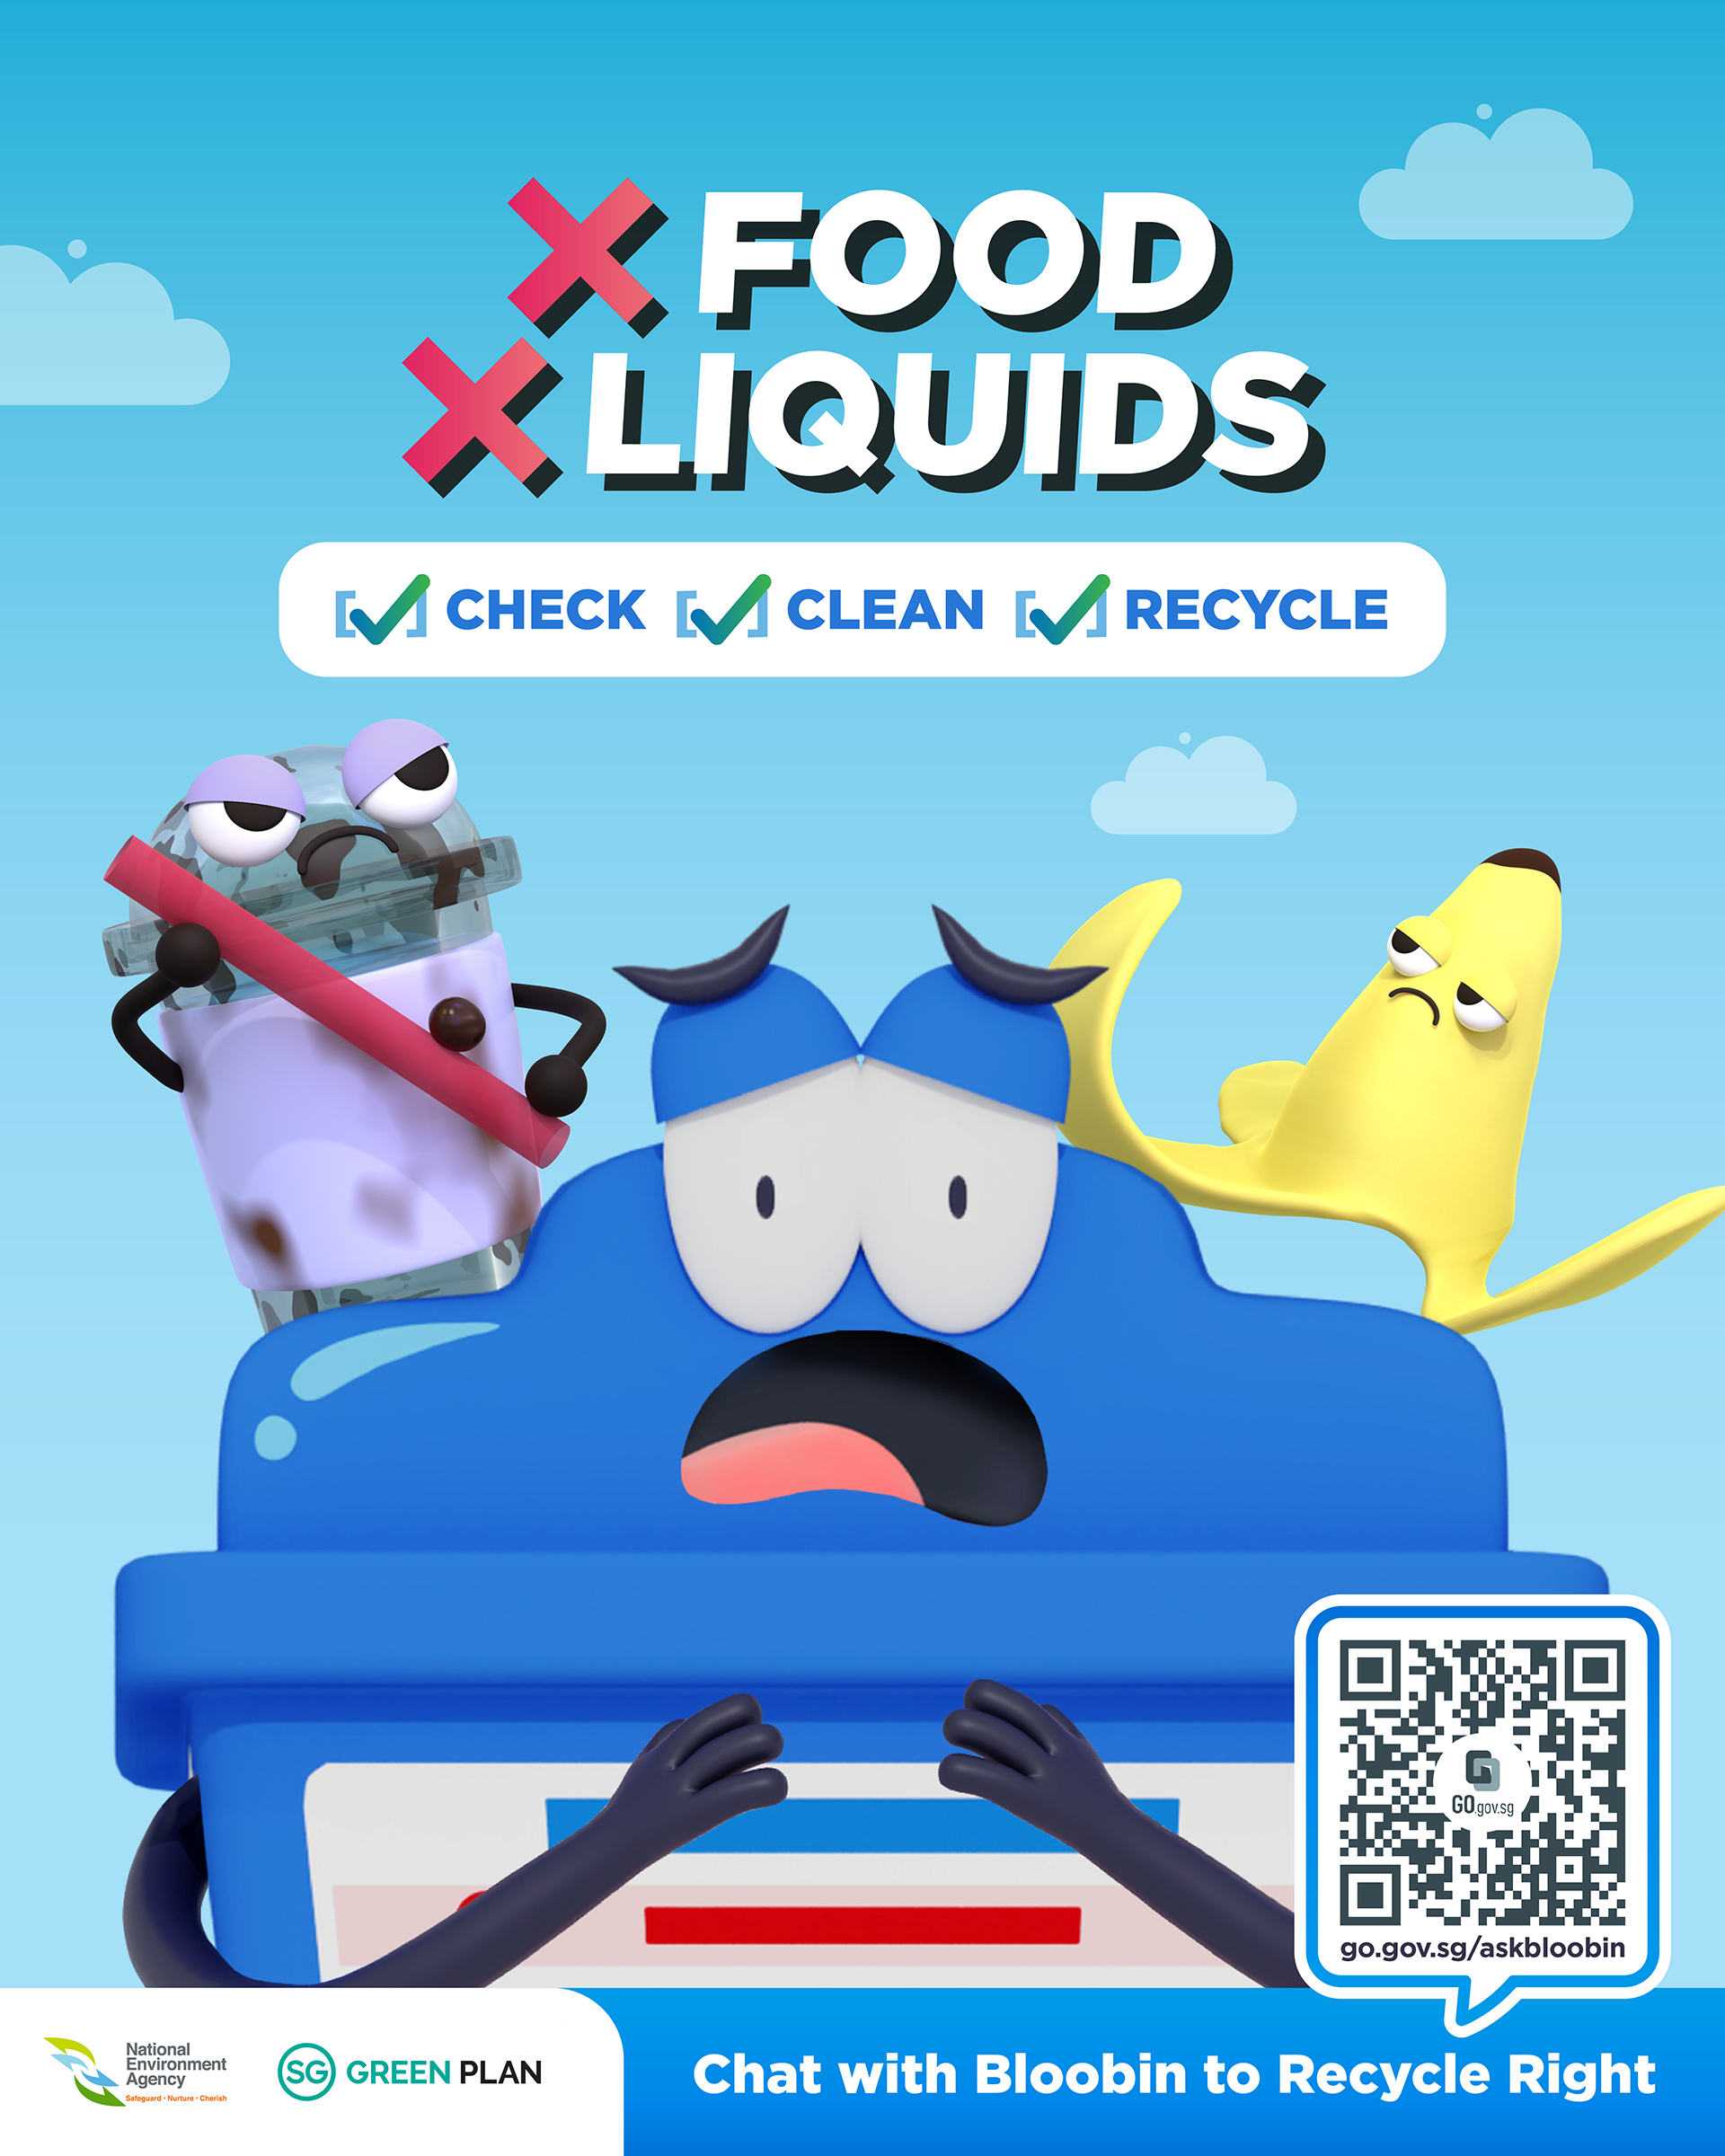 FOOD
LIQUIDS
CHECK CLEAN RECYCLE
GO.gov.sg
go.gov.sg/askbloobin
National
Environment
Agency
Safeguard • Nurture • Cherish
SG GREEN PLAN
Chat with Bloobin to Recycle Right